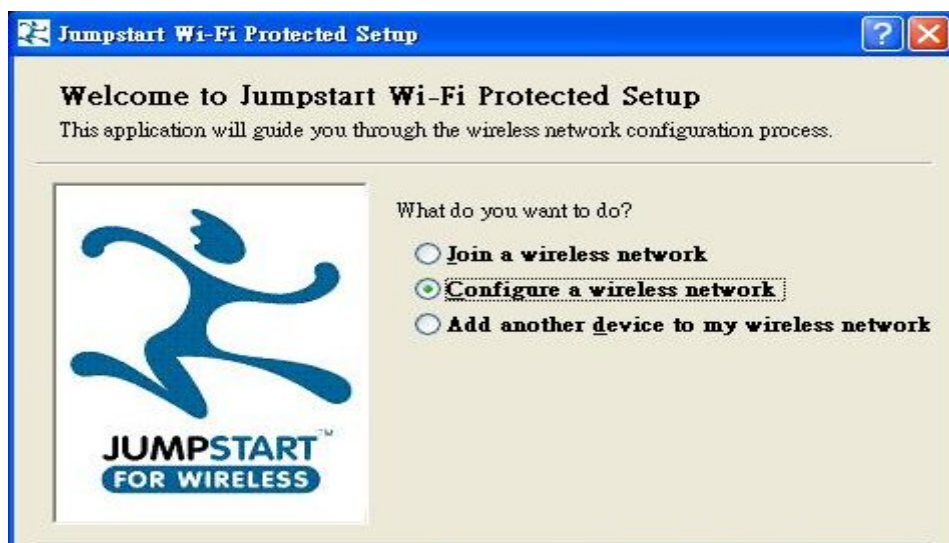 Jumpstart Wi-Fi Protected Setup
Welcome to Jumpstart Wi-Fi Protected Setup
This application will guide you through the wireless network configuration process.
What do you want to do?
Join a wireless network
Configure a wireless network
Add another device to my wireless network
JUMPSTART™
FOR WIRELESS